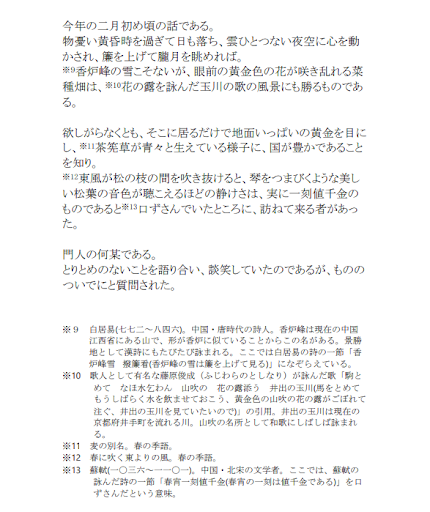 今年の二月初め頃の話である。
物憂い黄昏時を過ぎて日も落ち、雲ひとつない夜空に心を動
かされ、簾を上げて朧月を眺めれば。
※9香炉峰の雪こそないが、眼前の黄金色の花が咲き乱れる菜
種畑は、※10花の露を詠んだ玉川の歌の風景にも勝るものであ
る。
欲しがらなくとも、そこに居るだけで地面いっぱいの黄金を目に
し、※11茶筅草が青々と生えている様子に、国が豊かであること
を知り。
※12東風が松の枝の間を吹き抜けると、琴をつまびくような美し
い松葉の音色が聴こえるほどの静けさは、実に一刻値千金の
ものであると※13口ずさんでいたところに、訪ねて来る者があっ
た。
門人の何某である。
とりとめのないことを語り合い、談笑していたのであるが、ものの
ついでにと質問された。
※９　白居易(七七二～八四六)。中国・唐時代の詩人。香炉峰は現在の中国
江西省にある山で、形が香炉に似ていることからこの名がある。景勝
地として漢詩にもたびたび詠まれる。ここでは白居易の詩の一節「香
炉峰雪　撥簾看(香炉峰の雪は簾を上げて見る)」になぞらえている。
※10　歌人として有名な藤原俊成（ふじわらのとしなり）が詠んだ歌「駒と
めて　なほ水乞わん　山吹の　花の露添う　井出の玉川(馬をとめて
もうしばらく水を飲ませておこう、黄金色の山吹の花の露がこぼれて
注ぐ、井出の玉川を見ていたいので)」の引用。井出の玉川は現在の
京都府井手町を流れる川。山吹の名所として和歌にしばしば詠まれ
る。
※11　麦の別名。春の季語。
※12　春に吹く東よりの風。春の季語。
※13　蘇軾(一〇三六～一一〇一)。中国・北宋の文学者。ここでは、蘇軾の
詠んだ詩の一節「春宵一刻値千金(春宵の一刻は値千金である)」を口
ずさんだという意味。